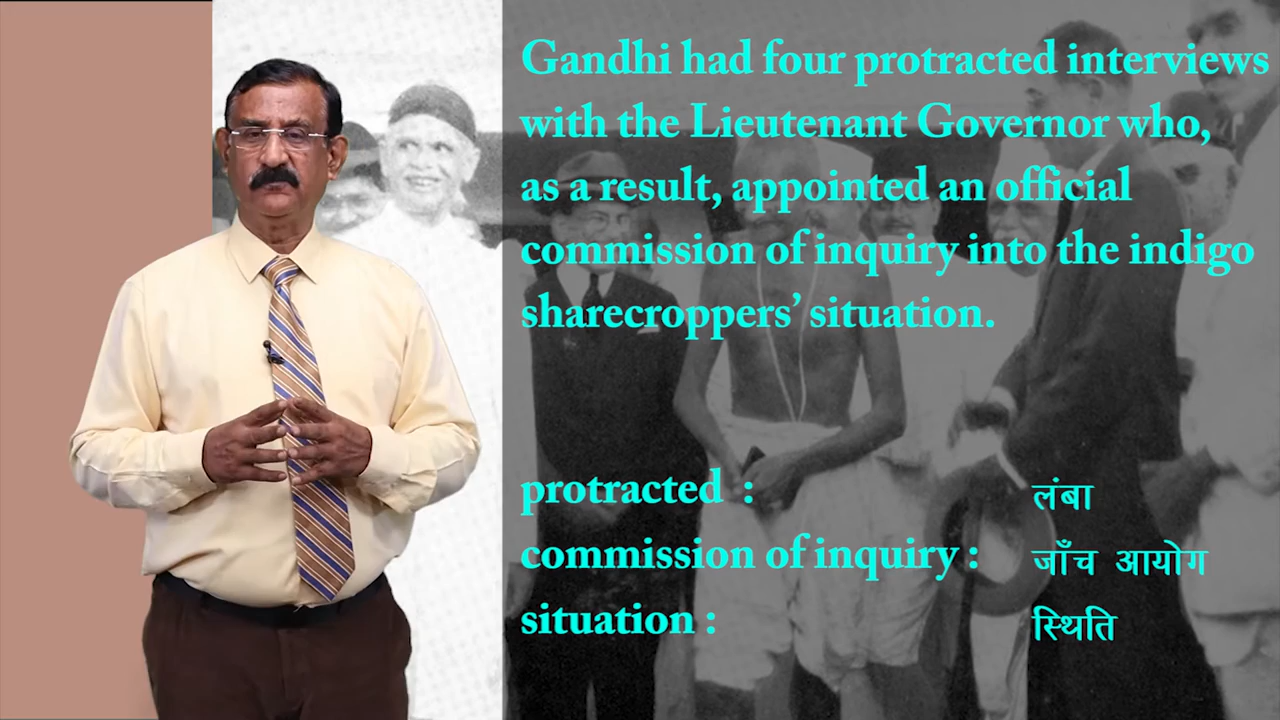 Gandhi had four protracted interviews
with the Lieutenant Governor who,
as a result, appointed an official
commission of inquiry into the indigo
sharecroppers’ situation.
protracted : लंबा
commission of inquiry : जाँच आयोग
situation : स्थिति